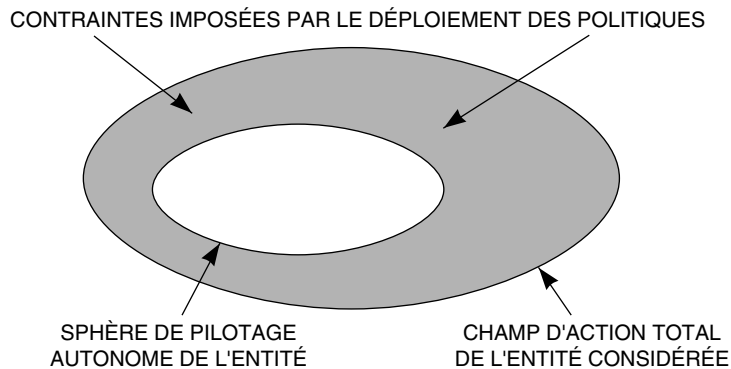 CONTRAINTES IMPOSÉES PAR LE DÉPLOIEMENT DES POLITIQUES
SPHÈRE DE PILOTAGE
AUTONOME DE L'ENTITÉ
CHAMP D'ACTION TOTAL
DE L'ENTITÉ CONSIDÉRÉE